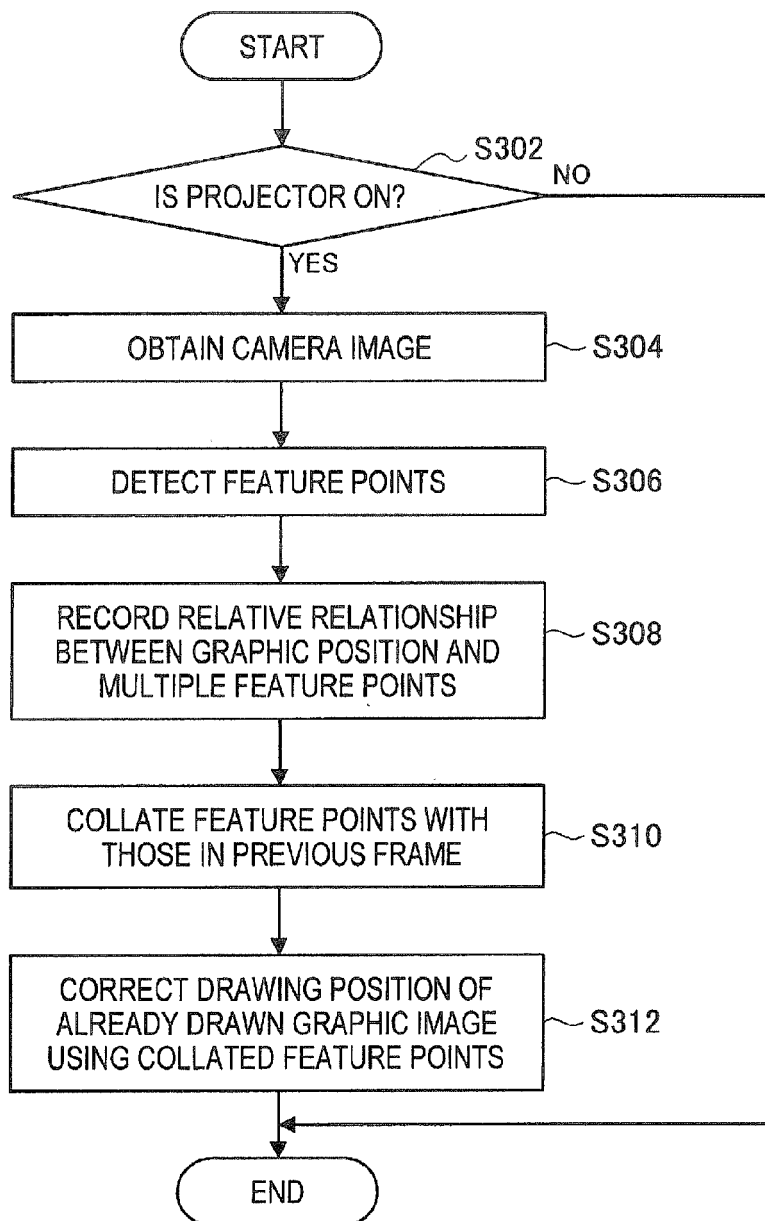 START
S302
IS PROJECTOR ON?
NO
YES
OBTAIN CAMERA IMAGE
S304
DETECT FEATURE POINTS
S306
RECORD RELATIVE RELATIONSHIP
BETWEEN GRAPHIC POSITION AND
MULTIPLE FEATURE POINTS
S308
COLLATE FEATURE POINTS WITH
THOSE IN PREVIOUS FRAME
S310
CORRECT DRAWING POSITION OF
ALREADY DRAWN GRAPHIC IMAGE
USING COLLATED FEATURE POINTS
S312
END